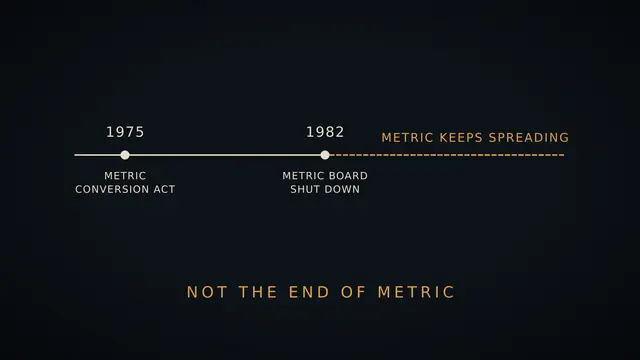 1975
1982
METRIC KEEPS SPREADING
METRIC
CONVERSION ACT
METRIC BOARD
SHUT DOWN
NOT THE END OF METRIC